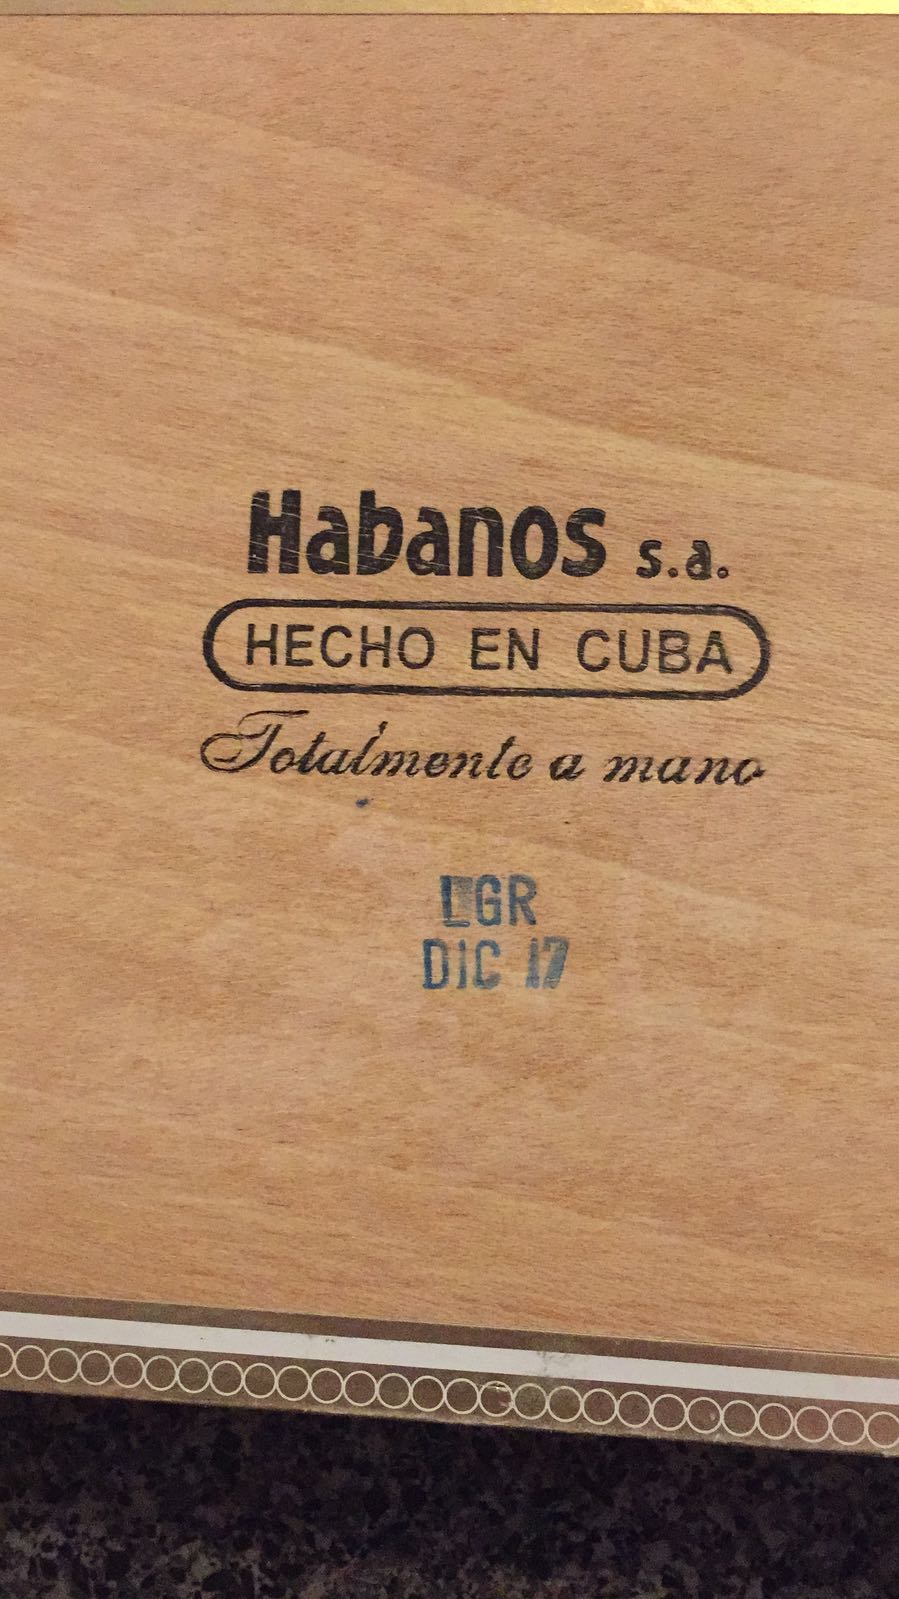 Habanos s.a.
HECHO EN CUBA
Totalmente a mano
LGR
DIC 17